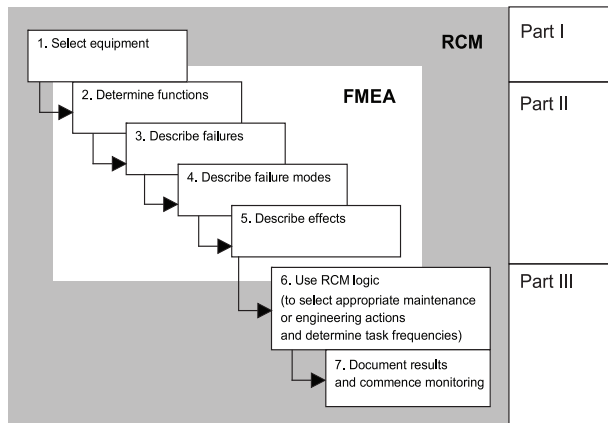 1. Select equipment
RCM
Part I
2. Determine functions
FMEA
Part II
3. Describe failures
4. Describe failure modes
5. Describe effects
6. Use RCM logic
(to select appropriate maintenance
or engineering actions
and determine task frequencies)
Part III
7. Document results
and commence monitoring